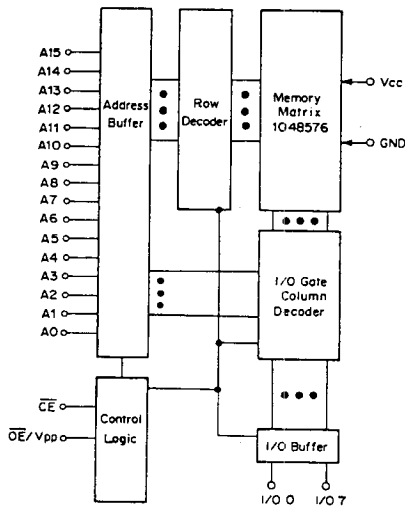 A15
A14
A13
A12
A11
A10
A9
A8
A7
A6
A5
A4
A3
A2
A1
A0
Address
Buffer
Row
Decoder
Memory
Matrix
1048576
Vcc
GND
I/O Gate
Column
Decoder
CE
OE/Vpp
Control
Logic
I/O Buffer
I/O 0
I/O 7